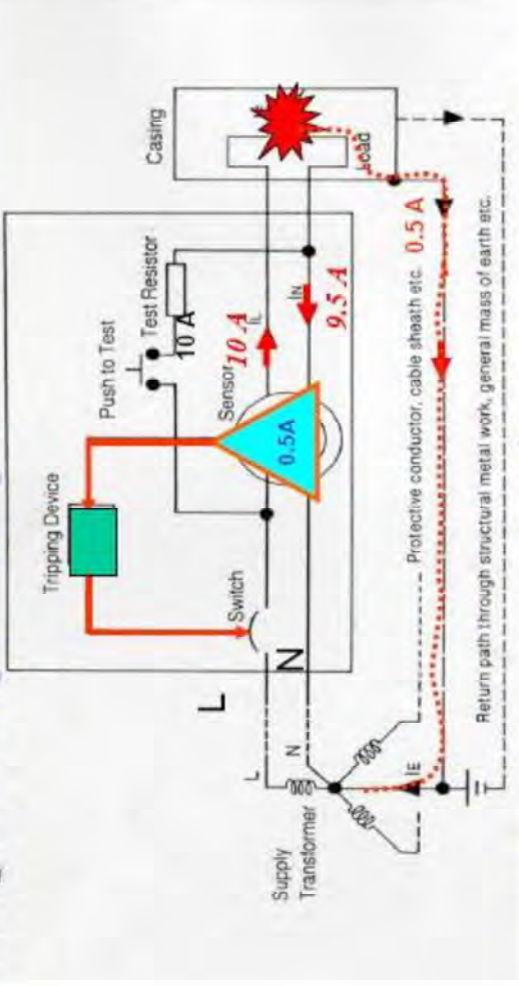 Casing
Load
Push to Test
Test Resistor
10 A
Sensor
10 A
IL
IN
9.5 A
0.5A
Tripping Device
Switch
L
N
L
N
Supply
Transformer
IE
Protective conductor, cable sheath etc.
0.5 A
Return path through structural metal work, general mass of earth etc.